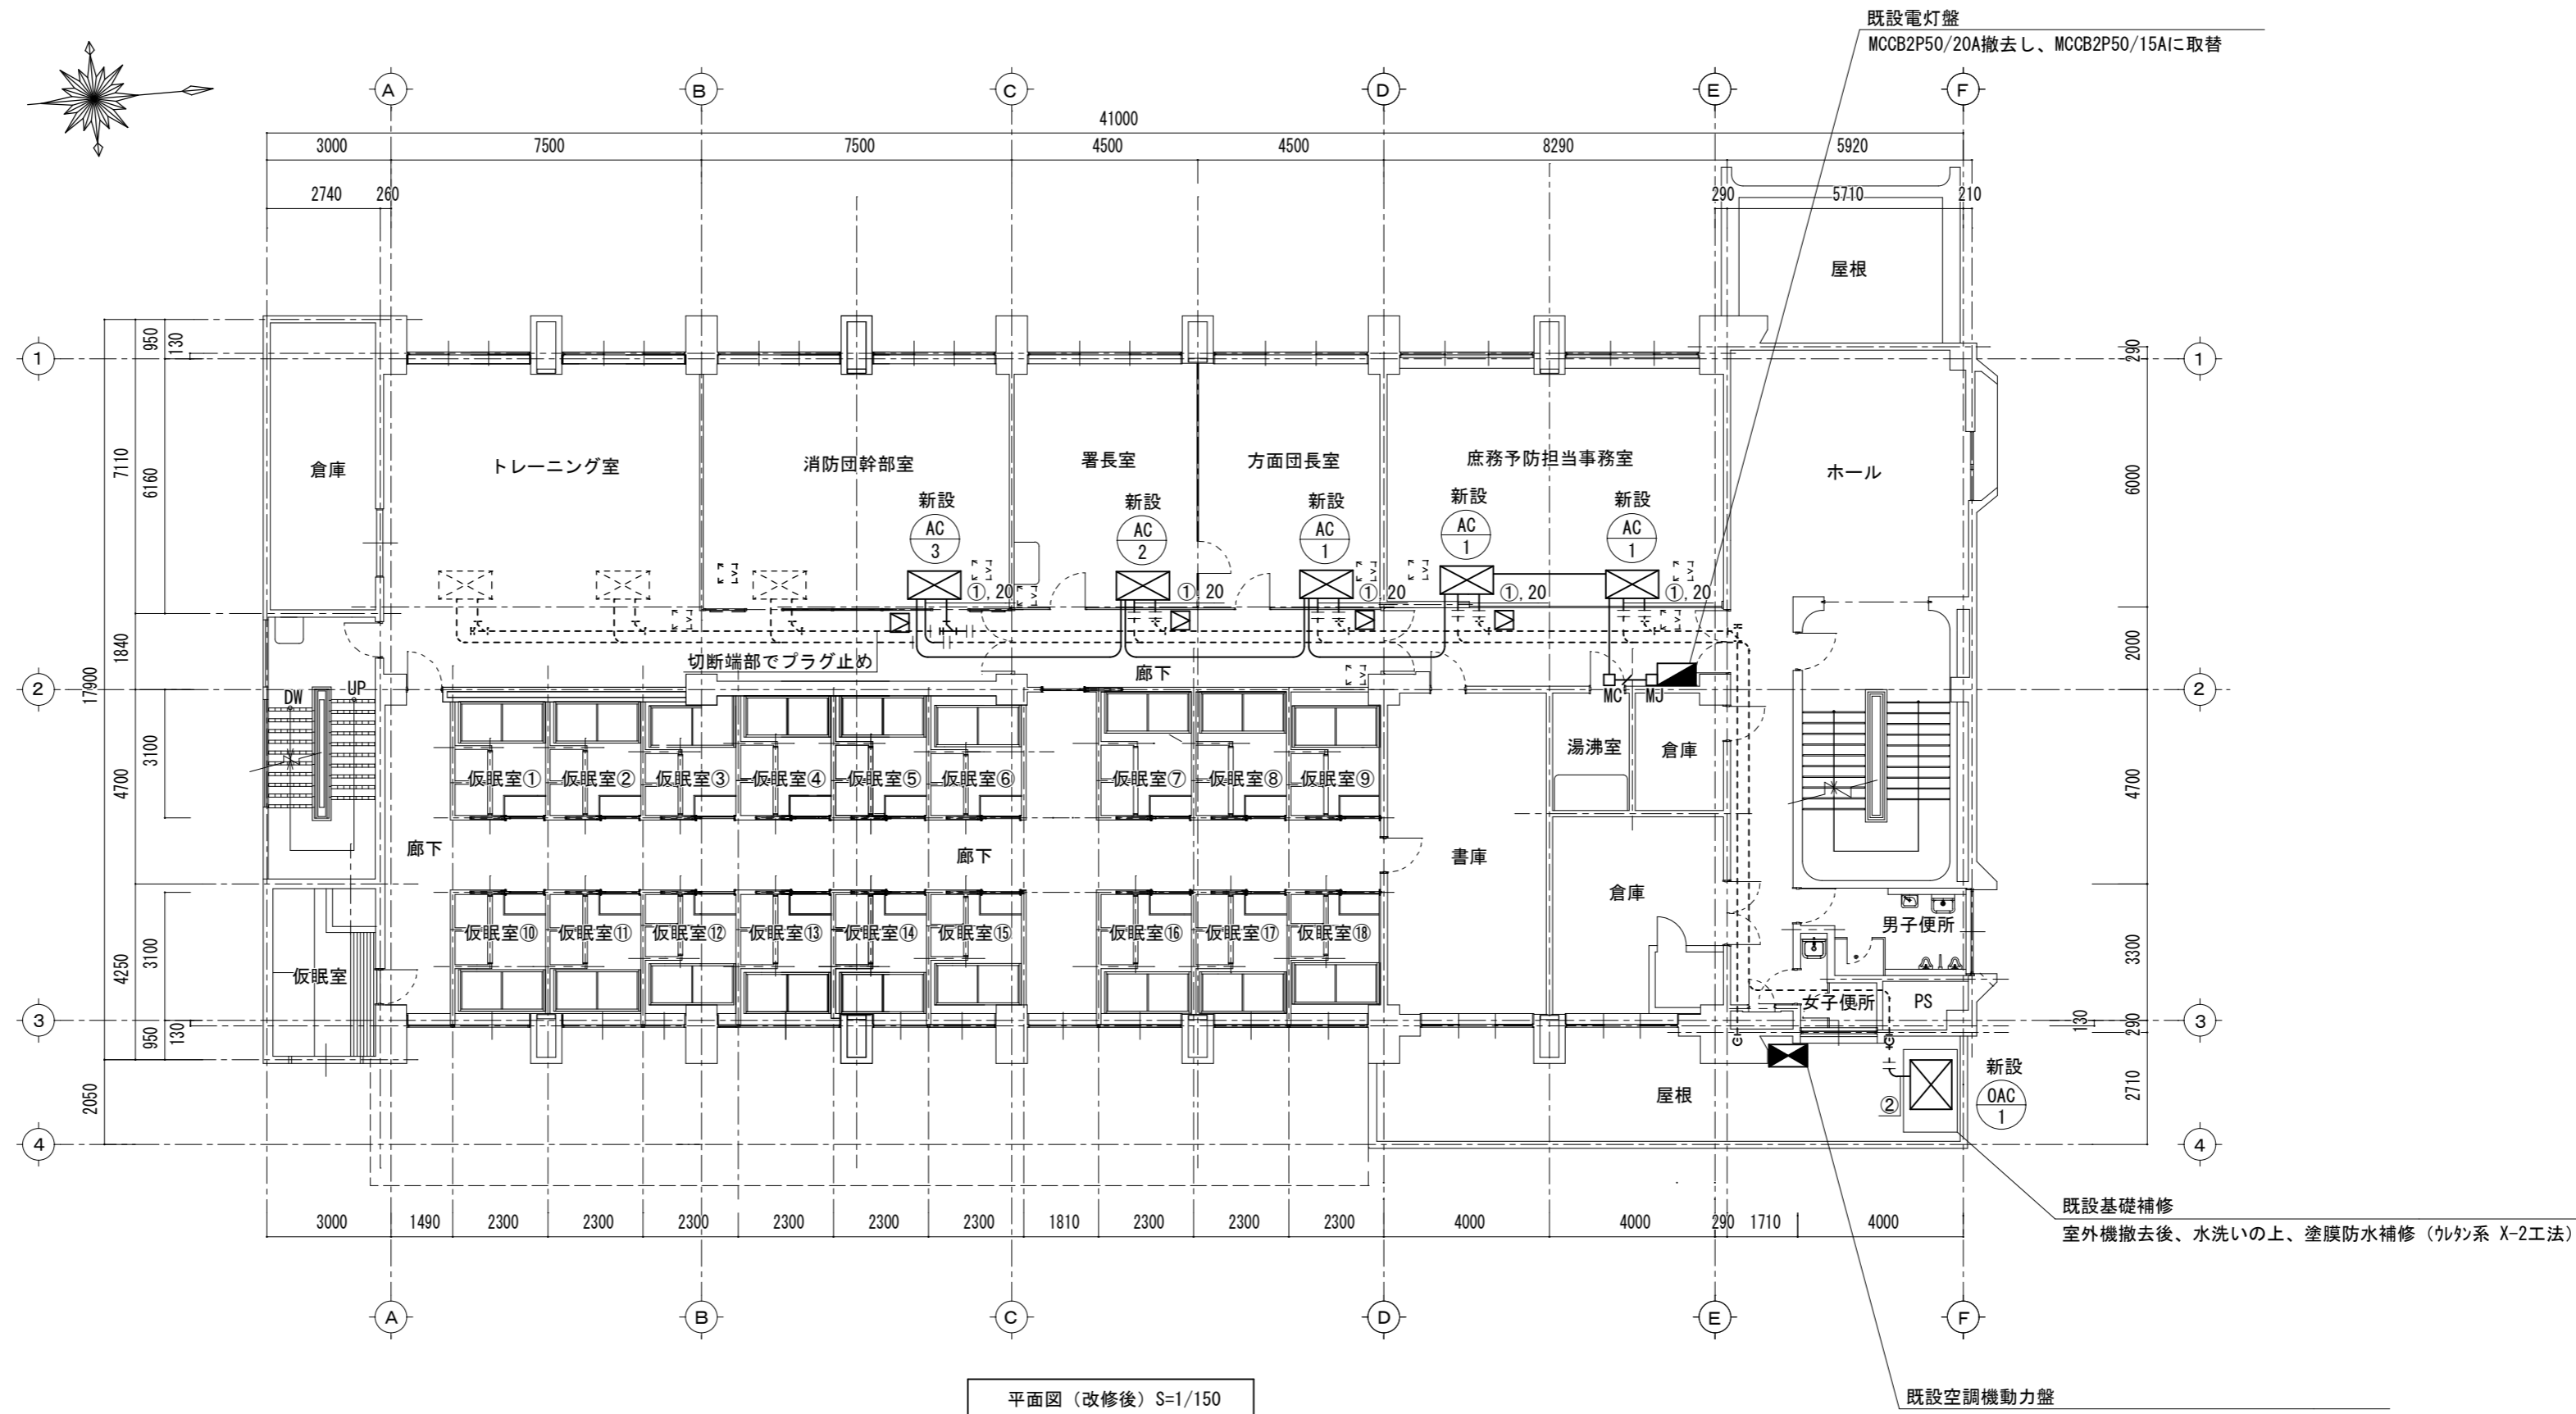 既設電灯盤
MCCB2P50/20A撤去し、MCCB2P50/15Aに取替
A B C D E F
41000
3000 7500 7500 4500 4500 8290 5920
2740 260 290 5710 210
屋根
950 130 290
1 1
7110 6160 6000
倉庫 トレーニング室 消防団幹部室 署長室 方面団長室 庶務予防担当事務室 ホール
新設 新設 新設 新設 新設
AC 3 AC 2 AC 1 AC 1 AC 1
①,20 ①,20 ①,20 ①,20 ①,20
1840 2000
切断端部でプラグ止め 廊下
2 17900 2
DW UP MC MJ
3100 4700 4700
湯沸室 倉庫
仮眠室① 仮眠室② 仮眠室③ 仮眠室④ 仮眠室⑤ 仮眠室⑥ 仮眠室⑦ 仮眠室⑧ 仮眠室⑨
廊下 廊下 書庫
倉庫
仮眠室⑩ 仮眠室⑪ 仮眠室⑫ 仮眠室⑬ 仮眠室⑭ 仮眠室⑮ 仮眠室⑯ 仮眠室⑰ 仮眠室⑱
男子便所
4250 3100 3300
仮眠室 女子便所 PS
3 3
950 130 130 290
新設
OAC 1
屋根 ②
2050 2710
4 4
既設基礎補修
3000 1490 2300 2300 2300 2300 2300 2300 1810 2300 2300 2300 4000 4000 290 1710 4000
室外機撤去後、水洗いの上、塗膜防水補修（ウレタン系 X-2工法）
A B C D E F
平面図（改修後）S=1/150
既設空調機動力盤